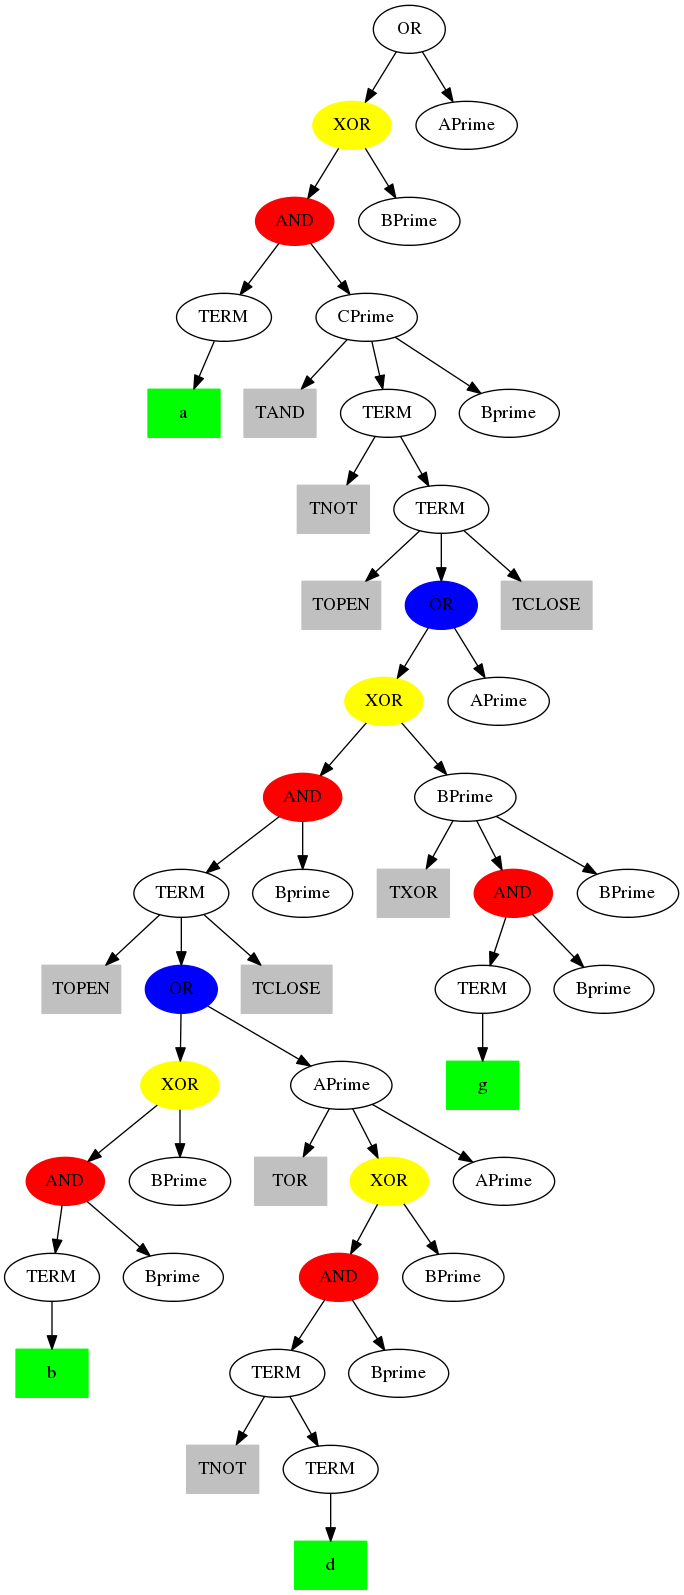 OR
XOR APrime
AND BPrime
TERM CPrime
a TAND TERM Bprime
TNOT TERM
TOPEN OR TCLOSE
XOR APrime
AND BPrime
TERM Bprime TXOR AND BPrime
TOPEN OR TCLOSE TERM Bprime
XOR APrime g
AND BPrime TOR XOR APrime
TERM Bprime AND BPrime
b TERM Bprime
TNOT TERM
d